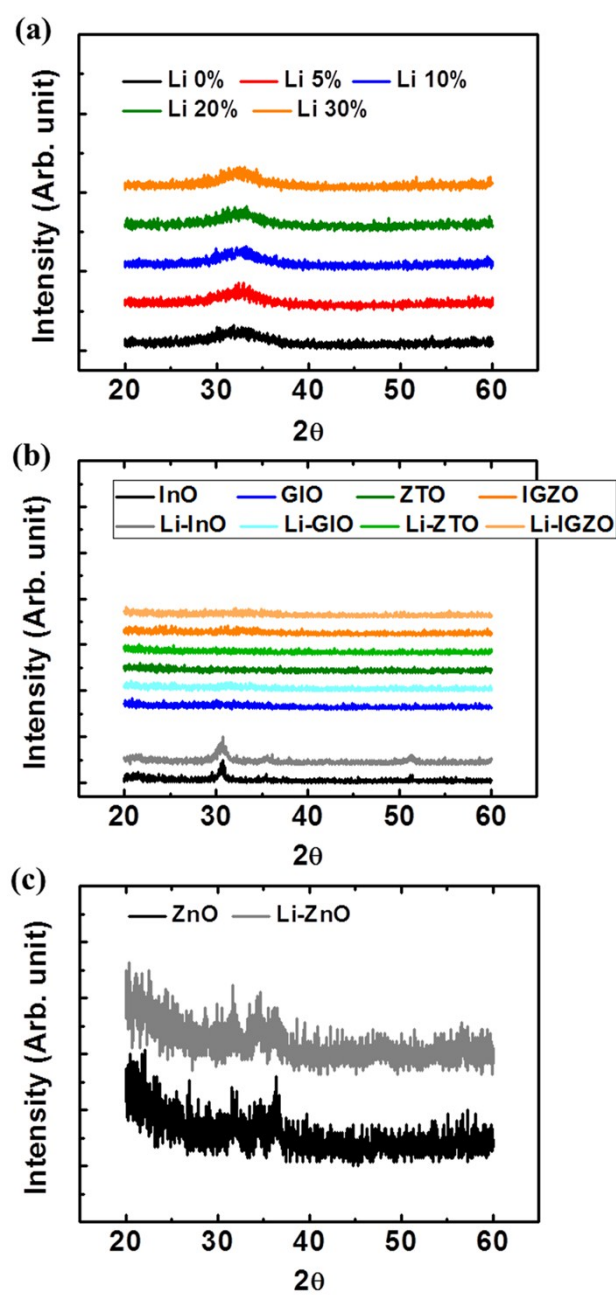 (a)
Li 0% Li 5% Li 10%
Li 20% Li 30%
Intensity (Arb. unit)
20 30 40 50 60
2θ
(b)
InO GIO ZTO IGZO
Li-InO Li-GIO Li-ZTO Li-IGZO
Intensity (Arb. unit)
20 30 40 50 60
2θ
(c)
ZnO Li-ZnO
Intensity (Arb. unit)
20 30 40 50 60
2θ